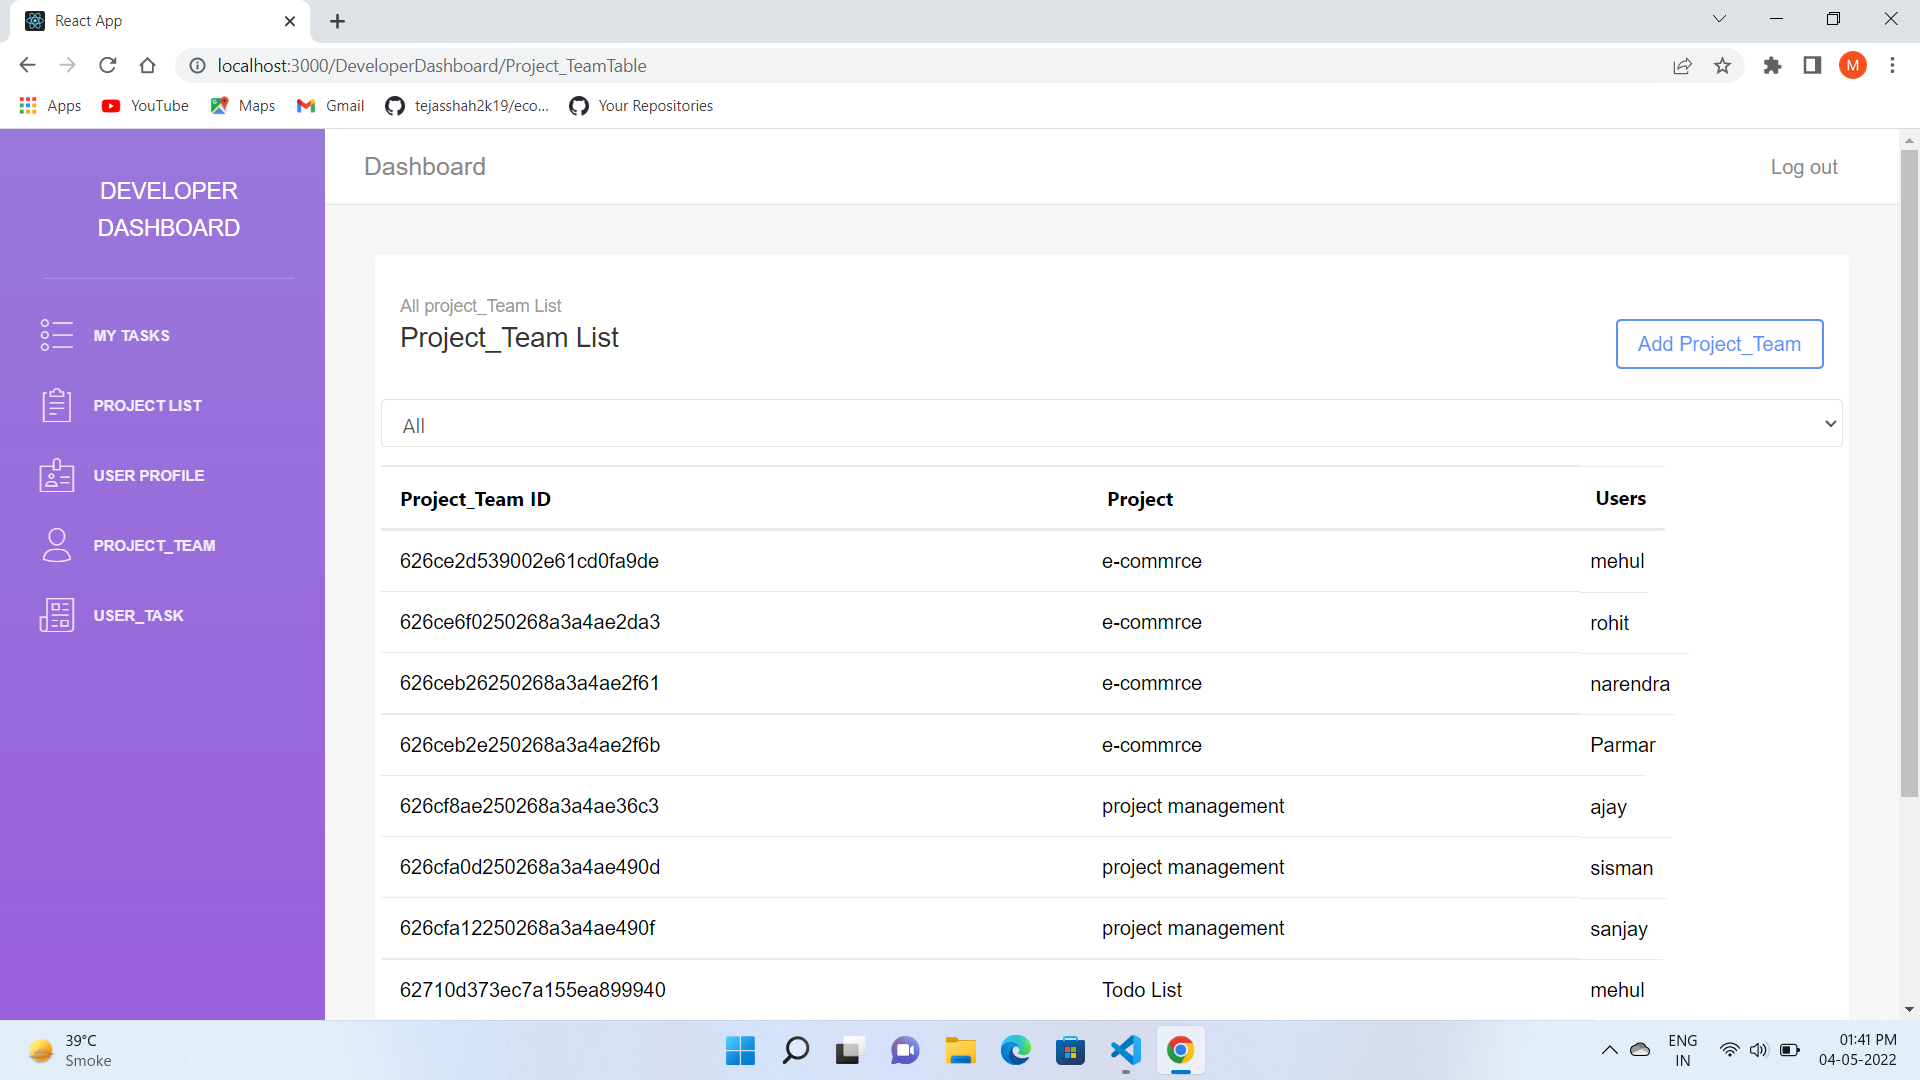 React App
localhost:3000/DeveloperDashboard/Project_TeamTable
M
Apps
YouTube
Maps
Gmail
tejasshah2k19/eco...
Your Repositories
DEVELOPER
DASHBOARD
MY TASKS
PROJECT LIST
USER PROFILE
PROJECT_TEAM
USER_TASK
Dashboard
Log out
All project_Team List
Project_Team List
Add Project_Team
All
Project_Team ID Project Users
626ce2d539002e61cd0fa9de e-commrce mehul
626ce6f0250268a3a4ae2da3 e-commrce rohit
626ceb26250268a3a4ae2f61 e-commrce narendra
626ceb2e250268a3a4ae2f6b e-commrce Parmar
626cf8ae250268a3a4ae36c3 project management ajay
626cfa0d250268a3a4ae490d project management sisman
626cfa12250268a3a4ae490f project management sanjay
62710d373ec7a155ea899940 Todo List mehul
39°C
Smoke
ENG
IN
01:41 PM
04-05-2022